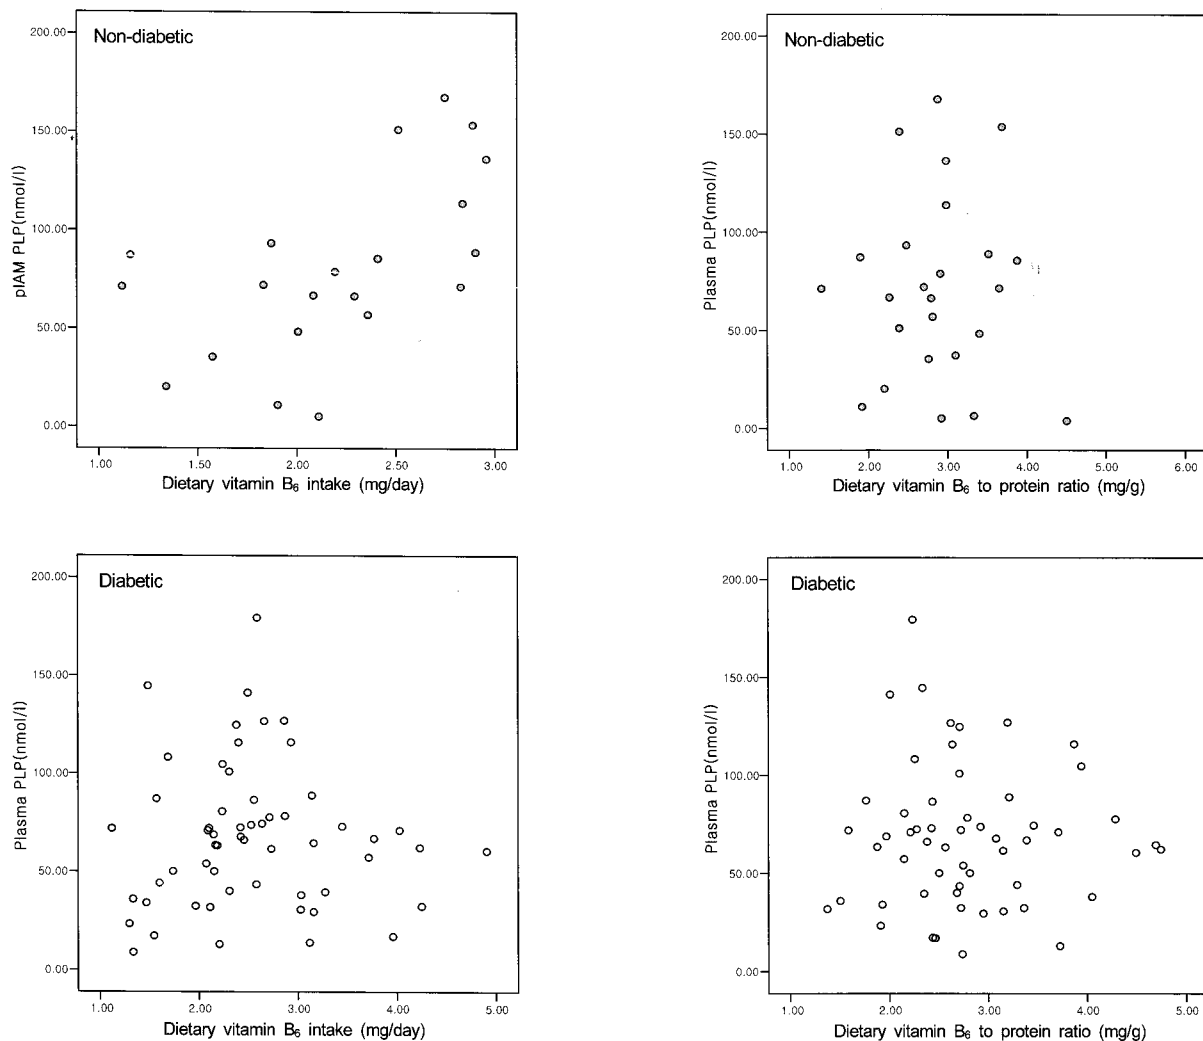 200.00
Non-diabetic
150.00
100.00
50.00
0.00
pIAM PLP(nmol/l)
1.00 1.50 2.00 2.50 3.00
Dietary vitamin B₆ intake (mg/day)
200.00
Non-diabetic
150.00
100.00
50.00
0.00
Plasma PLP(nmol/l)
1.00 2.00 3.00 4.00 5.00 6.00
Dietary vitamin B₆ to protein ratio (mg/g)
200.00
Diabetic
150.00
100.00
50.00
0.00
Plasma PLP(nmol/l)
1.00 2.00 3.00 4.00 5.00
Dietary vitamin B₆ intake (mg/day)
200.00
Diabetic
150.00
100.00
50.00
0.00
Plasma PLP(nmol/l)
1.00 2.00 3.00 4.00 5.00
Dietary vitamin B₆ to protein ratio (mg/g)